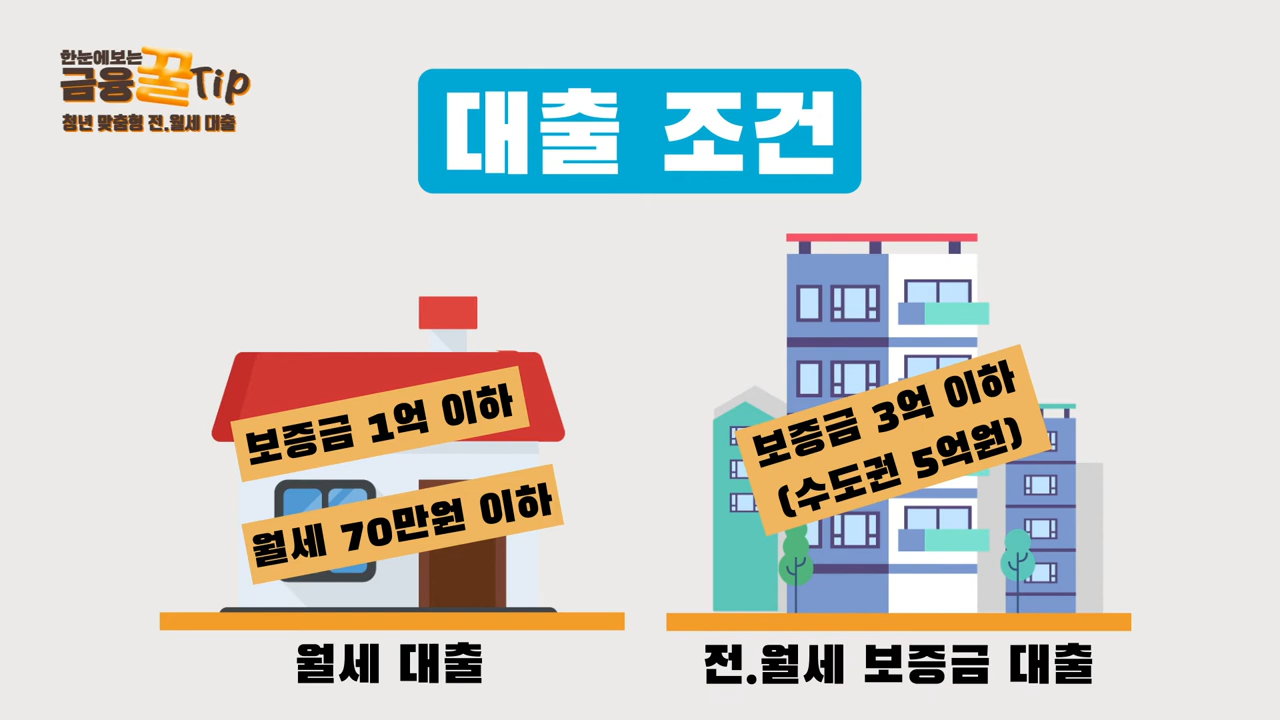 한눈에보는
금융꿀Tip
청년 맞춤형 전.월세 대출
대출 조건
보증금 1억 이하
월세 70만원 이하
월세 대출
보증금 3억 이하
(수도권 5억원)
전.월세 보증금 대출